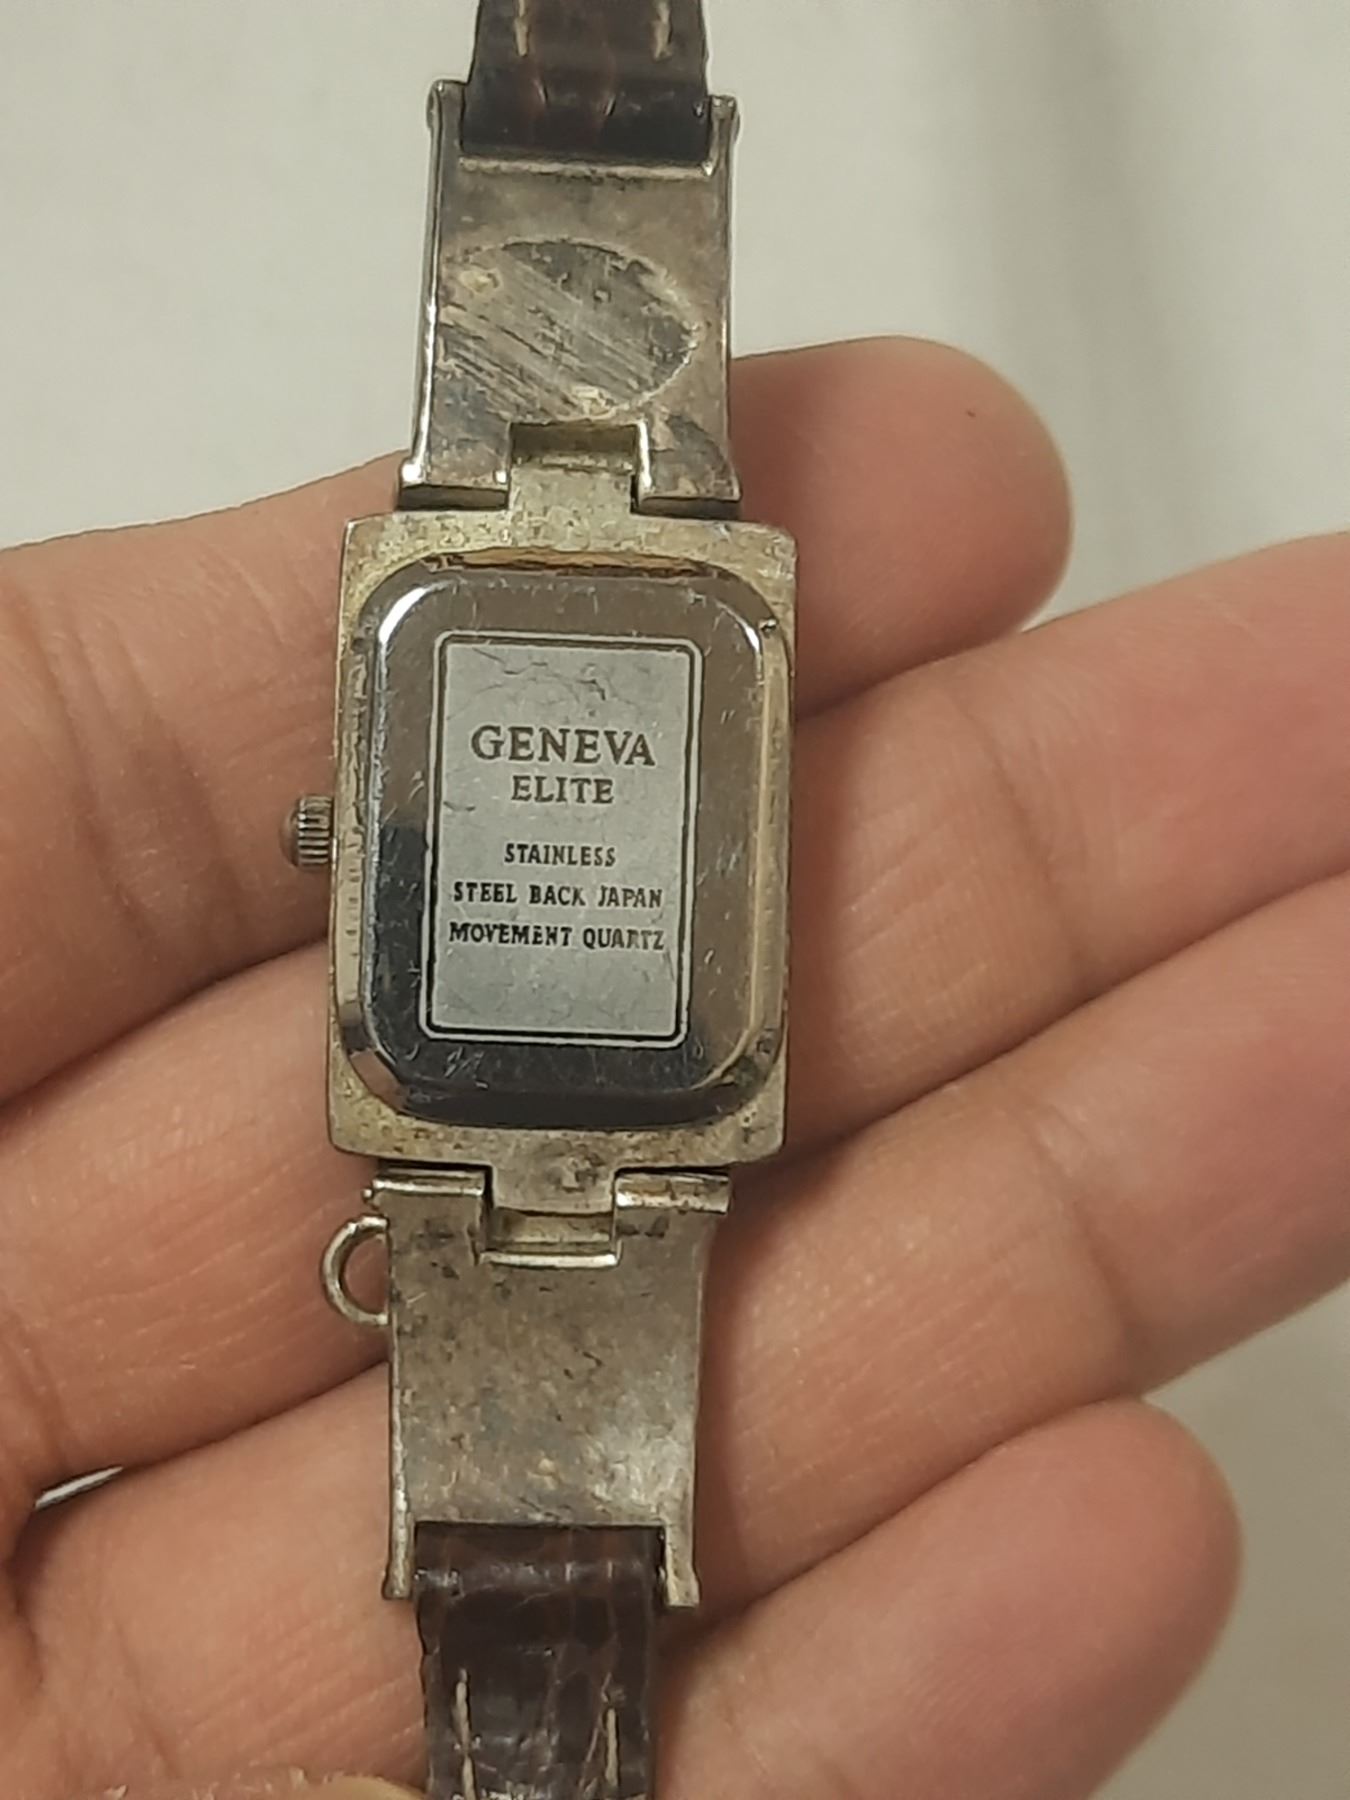 GENEVA
ELITE
STAINLESS
STEEL BACK JAPAN
MOVEMENT QUARTZ